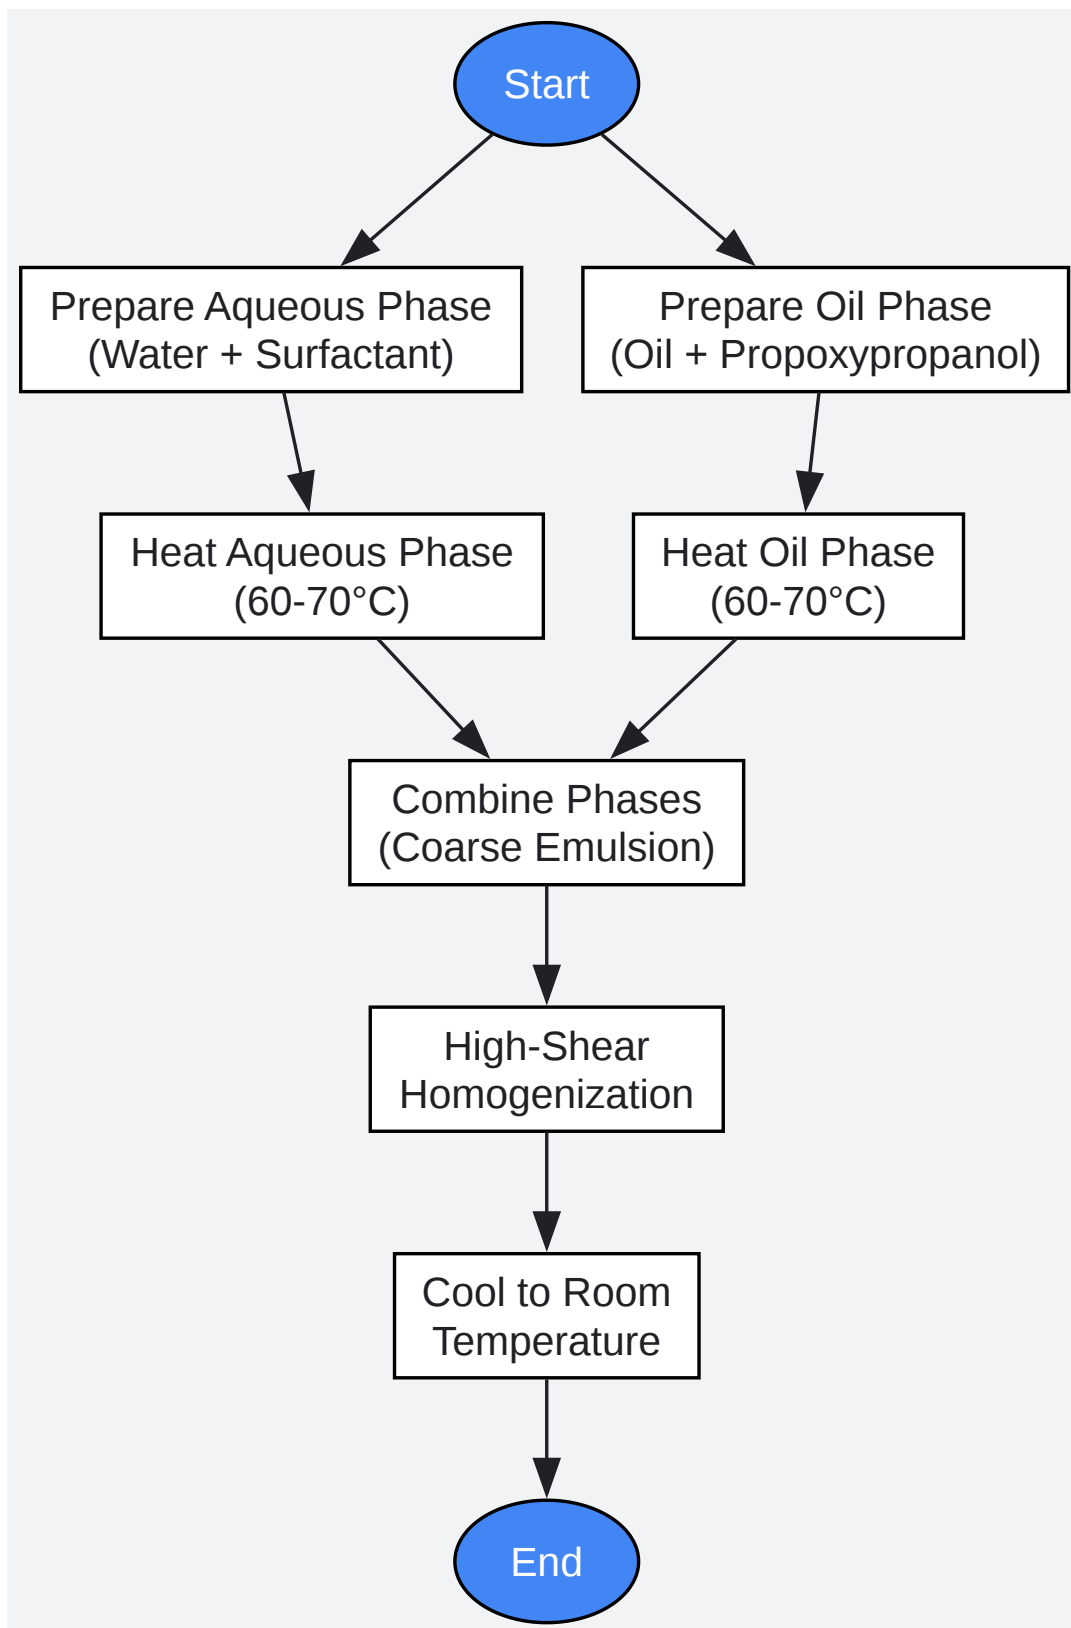 Start
Prepare Aqueous Phase
(Water + Surfactant)
Prepare Oil Phase
(Oil + Propoxypropanol)
Heat Aqueous Phase
(60-70°C)
Heat Oil Phase
(60-70°C)
Combine Phases
(Coarse Emulsion)
High-Shear
Homogenization
Cool to Room
Temperature
End